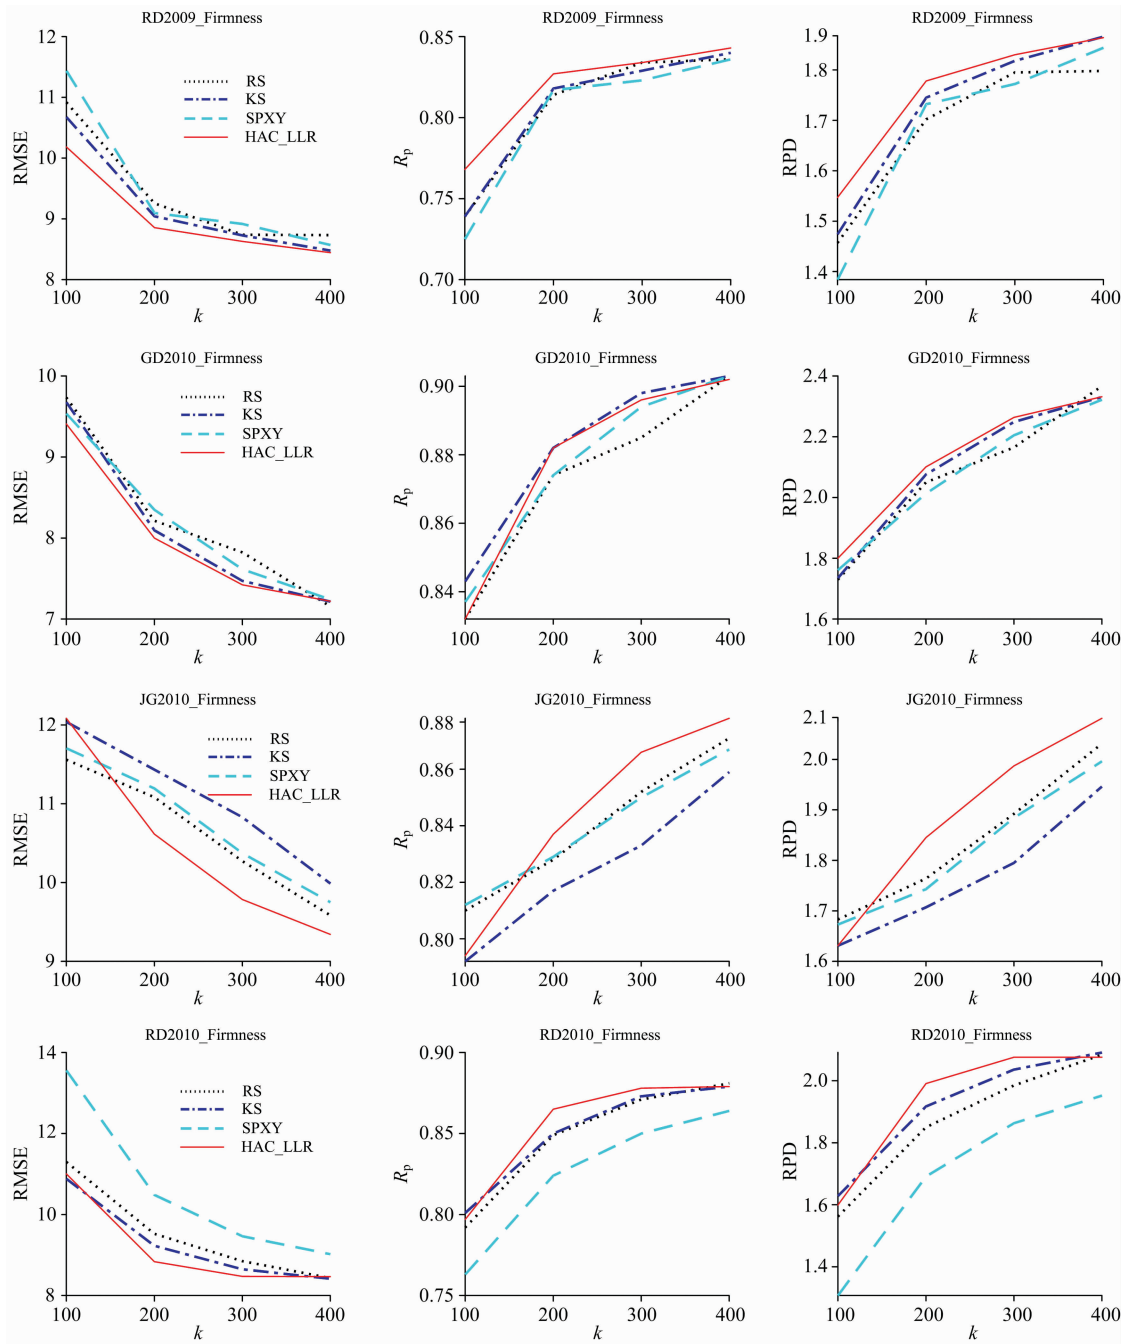 RD2009_Firmness
RD2009_Firmness
RD2009_Firmness
12
11
10
9
8
RMSE
RS
KS
SPXY
HAC_LLR
100 200 300 400
k
0.85
0.80
0.75
0.70
Rp
100 200 300 400
k
1.9
1.8
1.7
1.6
1.5
1.4
RPD
100 200 300 400
k
GD2010_Firmness
GD2010_Firmness
GD2010_Firmness
10
9
8
7
RMSE
RS
KS
SPXY
HAC_LLR
100 200 300 400
k
0.90
0.88
0.86
0.84
Rp
100 200 300 400
k
2.4
2.2
2.0
1.8
1.6
RPD
100 200 300 400
k
JG2010_Firmness
JG2010_Firmness
JG2010_Firmness
12
11
10
9
RMSE
RS
KS
SPXY
HAC_LLR
100 200 300 400
k
0.88
0.86
0.84
0.82
0.80
Rp
100 200 300 400
k
2.1
2.0
1.9
1.8
1.7
1.6
RPD
100 200 300 400
k
RD2010_Firmness
RD2010_Firmness
RD2010_Firmness
14
12
10
8
RMSE
RS
KS
SPXY
HAC_LLR
100 200 300 400
k
0.90
0.85
0.80
0.75
Rp
100 200 300 400
k
2.0
1.8
1.6
1.4
RPD
100 200 300 400
k